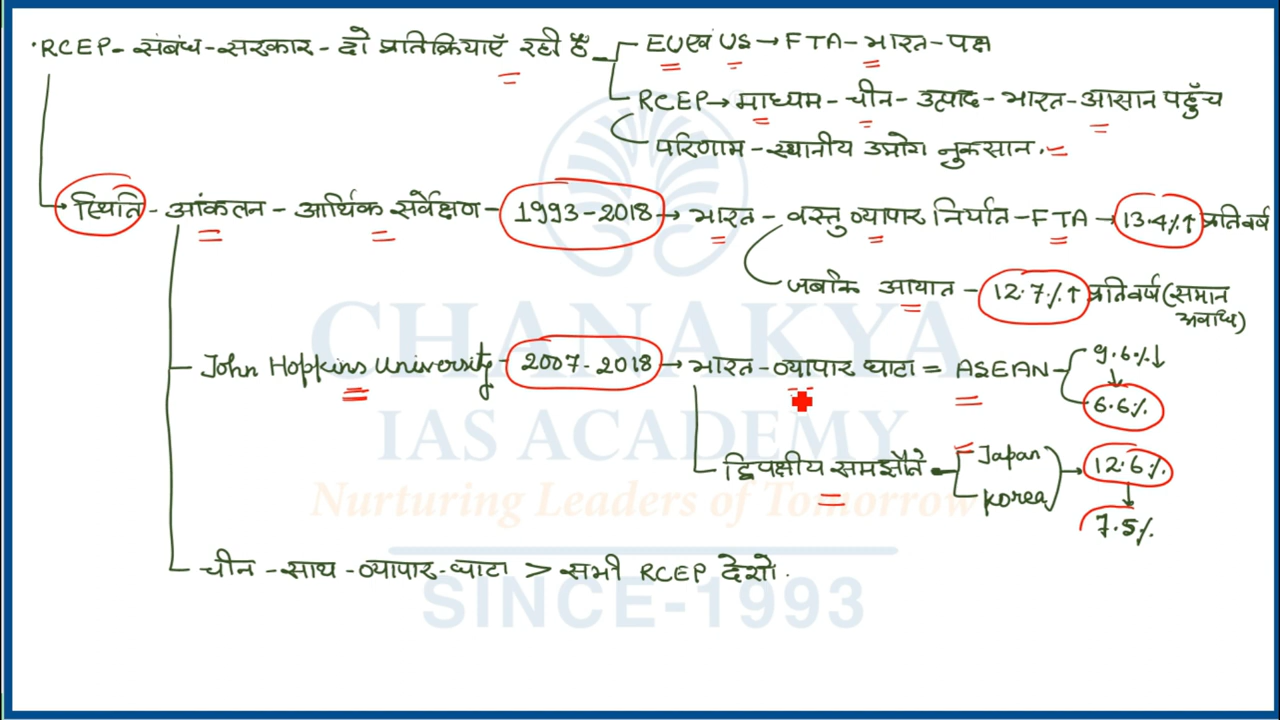 RCEP- संबंध-सरकार-दो प्रतिक्रियाएँ रही हैं
EU एवं US → FTA- भारत-पक्ष
RCEP → माध्यम - चीन- उत्पाद- भारत-आसान पहुँच
परिणाम - स्थानीय उद्योग नुकसान.
स्थिति - आंकलन - आर्थिक सर्वेक्षण - 1993-2018 → भारत - वस्तु व्यापार निर्यात - FTA → 13.4%↑ प्रतिवर्ष
जबकि आयात - 12.7%↑ प्रतिवर्ष (समान अवधि)
John Hopkins University - 2007-2018 → भारत-व्यापार घाटा = ASEAN
9.6%↓
6.6%
द्विपक्षीय समझौते
Japan
Korea
→ 12.6%
↓
7.5%
चीन - साथ -व्यापार-घाटा > सभी RCEP देशों.
CHANAKYA
IAS ACADEMY
Nurturing Leaders of Tomorrow
SINCE-1993